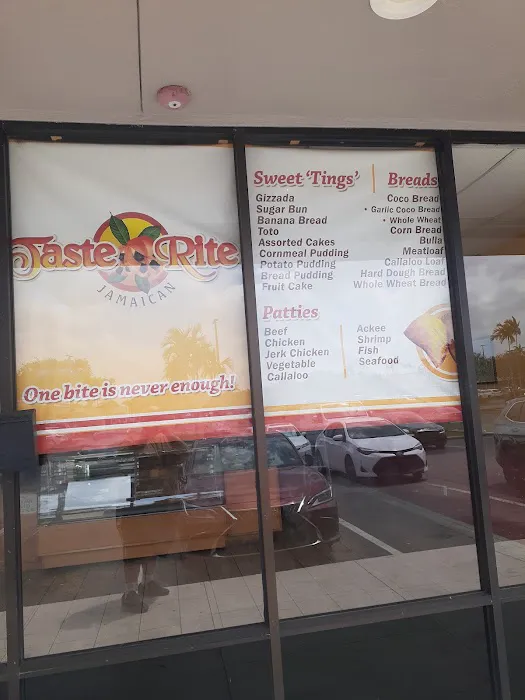 Taste Rite
JAMAICAN
One bite is never enough!
Sweet 'Tings'
Gizzada
Sugar Bun
Banana Bread
Toto
Assorted Cakes
Cornmeal Pudding
Potato Pudding
Bread Pudding
Fruit Cake
Breads
Coco Bread
• Garlic Coco Bread
• Whole Wheat
Corn Bread
Bulla
Meatloaf
Callaloo Loaf
Hard Dough Bread
Whole Wheat Bread
Patties
Beef
Chicken
Jerk Chicken
Vegetable
Callaloo
Ackee
Shrimp
Fish
Seafood